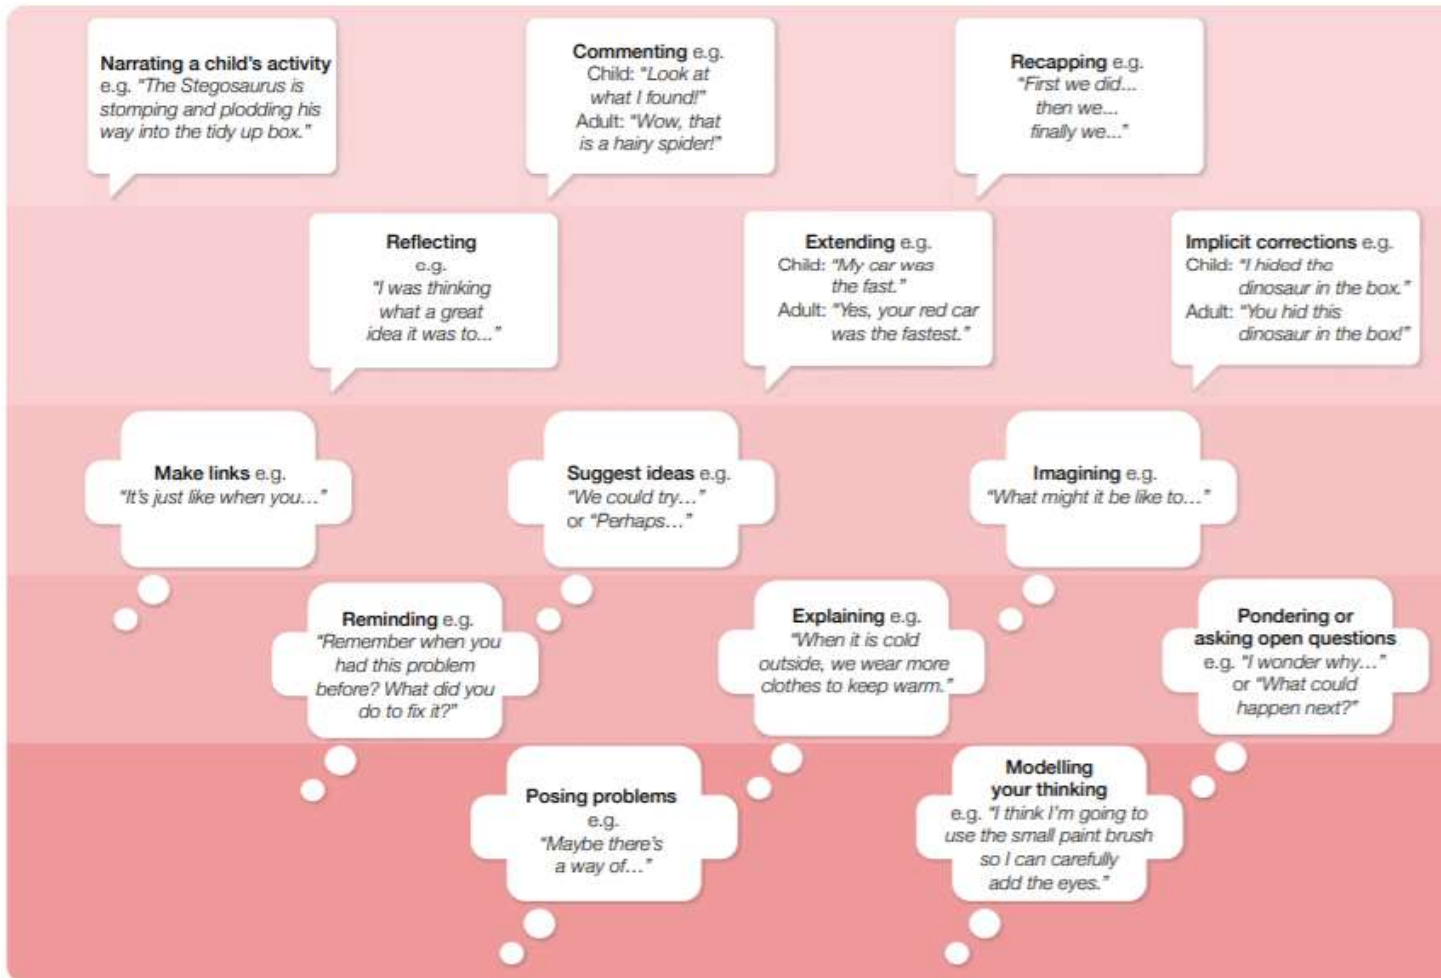 Narrating a child's activity
e.g. "The Stegosaurus is
stomping and plodding his
way into the tidy up box."
Commenting e.g.
Child: "Look at
what I found!"
Adult: "Wow, that
is a hairy spider!"
Recapping e.g.
"First we did...
then we...
finally we..."
Reflecting
e.g.
"I was thinking
what a great
idea it was to..."
Extending e.g.
Child: "My car was
the fast."
Adult: "Yes, your red car
was the fastest."
Implicit corrections e.g.
Child: "I hided the
dinosaur in the box."
Adult: "You hid this
dinosaur in the box!"
Make links e.g.
"It's just like when you..."
Suggest ideas e.g.
"We could try..."
or "Perhaps..."
Imagining e.g.
"What might it be like to..."
Reminding e.g.
"Remember when you
had this problem
before? What did you
do to fix it?"
Explaining e.g.
"When it is cold
outside, we wear more
clothes to keep warm."
Pondering or
asking open questions
e.g. "I wonder why..."
or "What could
happen next?"
Posing problems
e.g.
"Maybe there's
a way of..."
Modelling
your thinking
e.g. "I think I'm going to
use the small paint brush
so I can carefully
add the eyes."